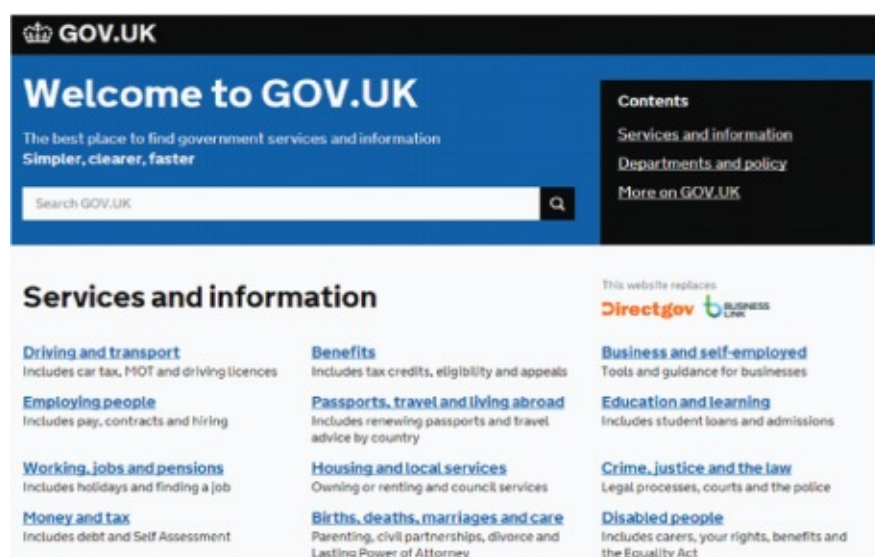 GOV.UK
Welcome to GOV.UK
The best place to find government services and information
Simpler, clearer, faster
Search GOV.UK
Contents
Services and information
Departments and policy
More on GOV.UK
Services and information
This website replaces
Directgov BUSINESS LINK
Driving and transport
Includes car tax, MOT and driving licences
Benefits
Includes tax credits, eligibility and appeals
Business and self-employed
Tools and guidance for businesses
Employing people
Includes pay, contracts and hiring
Passports, travel and living abroad
Includes renewing passports and travel
advice by country
Education and learning
Includes student loans and admissions
Working, jobs and pensions
Includes holidays and finding a job
Housing and local services
Owning or renting and council services
Crime, justice and the law
Legal processes, courts and the police
Money and tax
Includes debt and Self Assessment
Births, deaths, marriages and care
Parenting, civil partnerships, divorce and
Lasting Power of Attorney
Disabled people
Includes carers, your rights, benefits and
the Equality Act